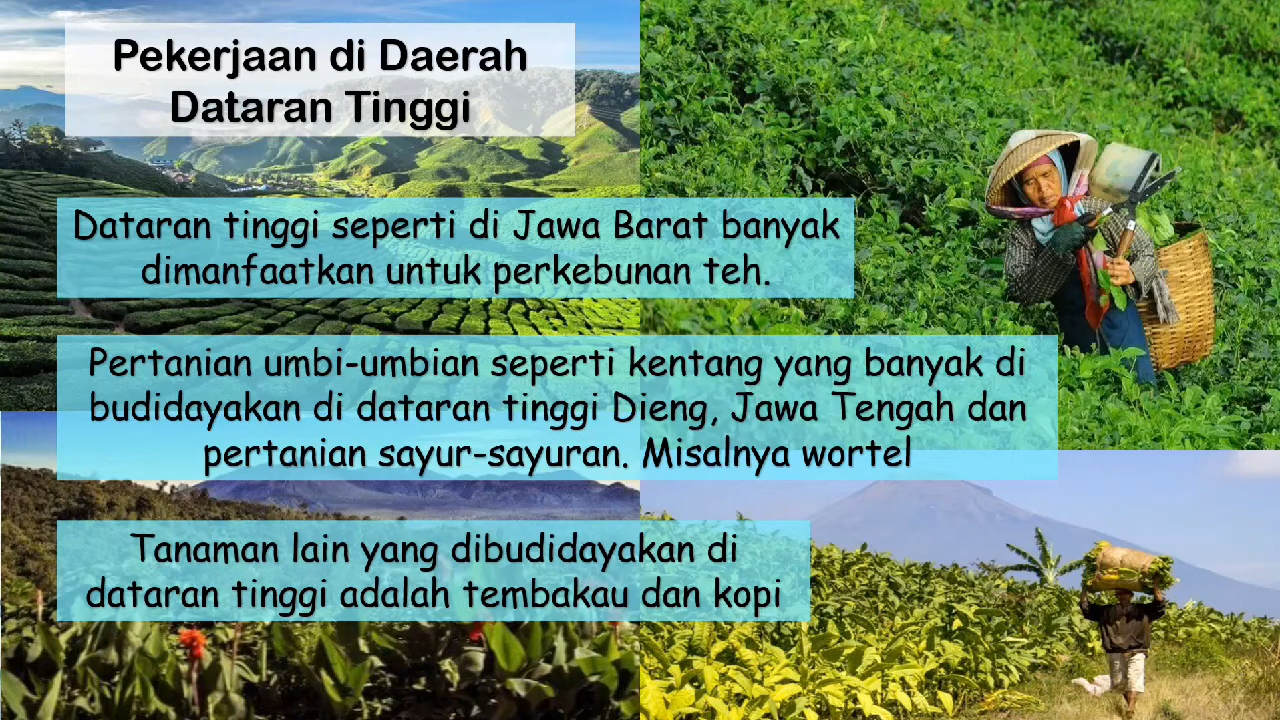 Pekerjaan di Daerah
Dataran Tinggi
Dataran tinggi seperti di Jawa Barat banyak
dimanfaatkan untuk perkebunan teh.
Pertanian umbi-umbian seperti kentang yang banyak di
budidayakan di dataran tinggi Dieng, Jawa Tengah dan
pertanian sayur-sayuran. Misalnya wortel
Tanaman lain yang dibudidayakan di
dataran tinggi adalah tembakau dan kopi